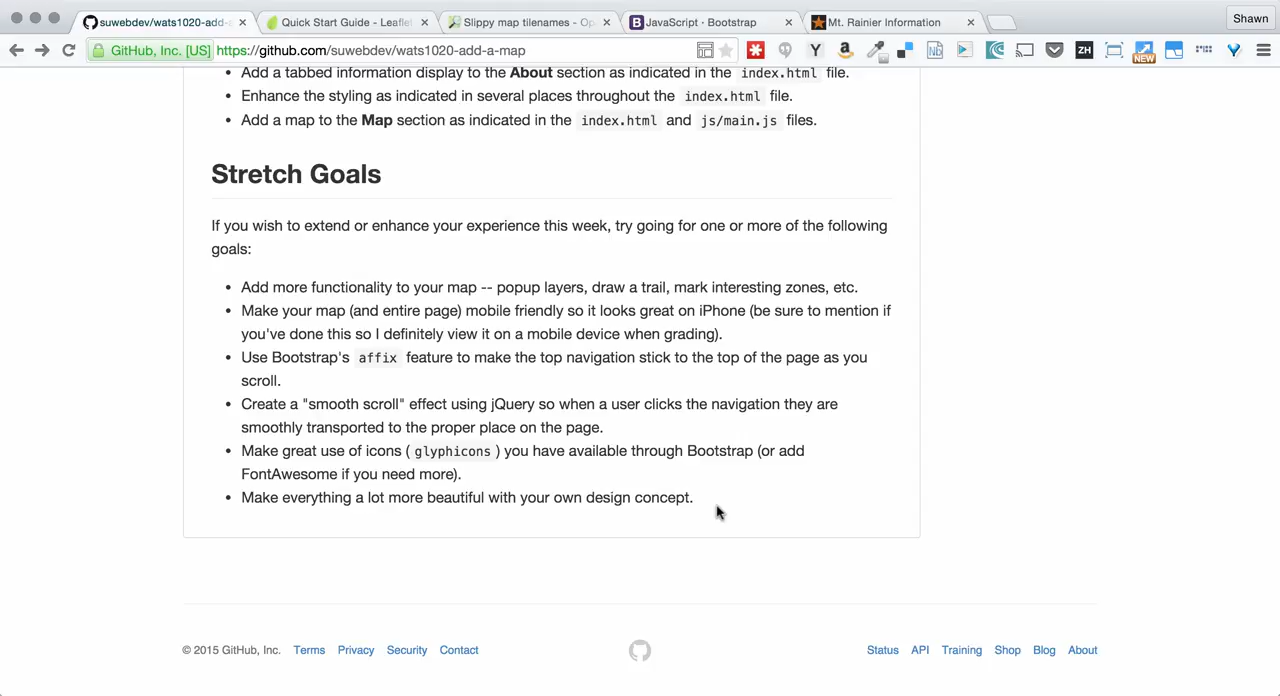 suwebdev/wats1020-add-a
Quick Start Guide - Leaflet
Slippy map tilenames - Op
JavaScript · Bootstrap
Mt. Rainier Information
Shawn
GitHub, Inc. [US]
https://github.com/suwebdev/wats1020-add-a-map
NEW
Add a tabbed information display to the About section as indicated in the index.html file.
Enhance the styling as indicated in several places throughout the index.html file.
Add a map to the Map section as indicated in the index.html and js/main.js files.
Stretch Goals
If you wish to extend or enhance your experience this week, try going for one or more of the following
goals:
Add more functionality to your map -- popup layers, draw a trail, mark interesting zones, etc.
Make your map (and entire page) mobile friendly so it looks great on iPhone (be sure to mention if
you've done this so I definitely view it on a mobile device when grading).
Use Bootstrap's affix feature to make the top navigation stick to the top of the page as you
scroll.
Create a "smooth scroll" effect using jQuery so when a user clicks the navigation they are
smoothly transported to the proper place on the page.
Make great use of icons ( glyphicons ) you have available through Bootstrap (or add
FontAwesome if you need more).
Make everything a lot more beautiful with your own design concept.
© 2015 GitHub, Inc. Terms Privacy Security Contact
Status API Training Shop Blog About